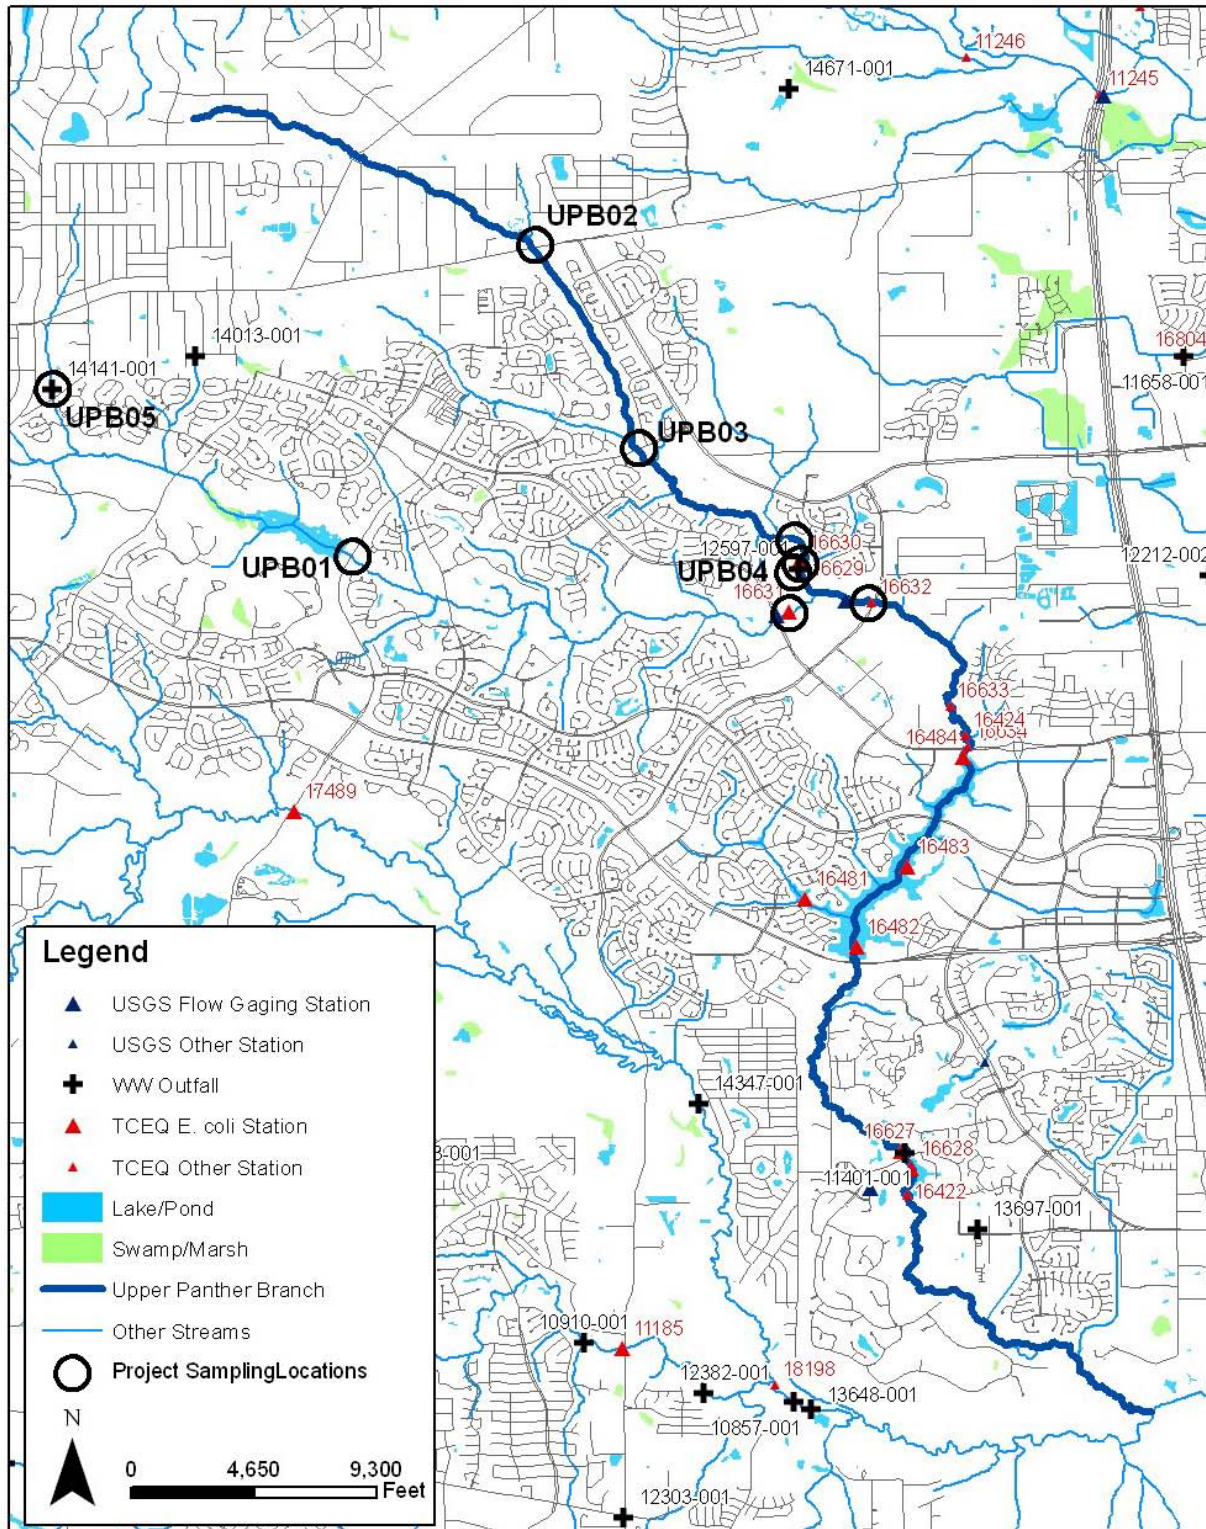 11246
14671-001
11245
UPB02
14013-001
16804
14141-001
11658-001
UPB05
UPB03
12597-001
16630
UPB01
UPB04
16629
12212-002
16631
16632
16633
16424
16484
17489
16483
16481
16482
Legend
USGS Flow Gaging Station
USGS Other Station
WW Outfall
TCEQ E. coli Station
TCEQ Other Station
Lake/Pond
Swamp/Marsh
Upper Panther Branch
Other Streams
Project SamplingLocations
N
0 4,650 9,300
Feet
14347-001
16627
16628
11401-001
16422
13697-001
10910-001
11185
12382-001
18198
13648-001
10857-001
12303-001